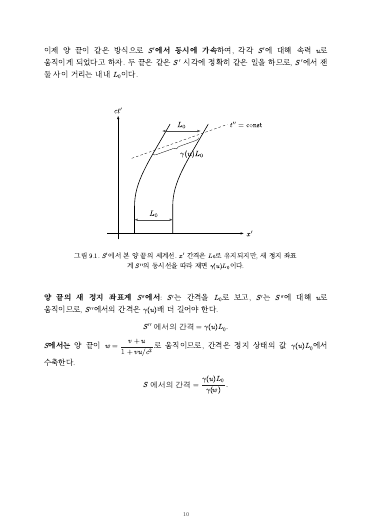 이제 양 끝이 같은 방식으로 S′에서 동시에 가속하여, 각각 S′에 대해 속력 u로
움직이게 되었다고 하자. 두 끝은 같은 S′ 시각에 정확히 같은 일을 하므로, S′에서 잰
둘 사이 거리는 내내 L₀이다.
ct′
L₀
t″ = const
γ(u)L₀
L₀
x′
그림 9.1. S′에서 본 양 끝의 세계선. x′ 간격은 L₀로 유지되지만, 새 정지 좌표
계 S″의 동시선을 따라 재면 γ(u)L₀이다.
양 끝의 새 정지 좌표계 S″에서. S′는 간격을 L₀로 보고, S′는 S″에 대해 u로
움직이므로, S″에서의 간격은 γ(u)배 더 길어야 한다.
S″ 에서의 간격 = γ(u)L₀.
S에서는 양 끝이 w = (v + u)/(1 + vu/c²)로 움직이므로, 간격은 정지 상태의 값 γ(u)L₀에서
수축한다.
S 에서의 간격 = γ(u)L₀/γ(w).
10